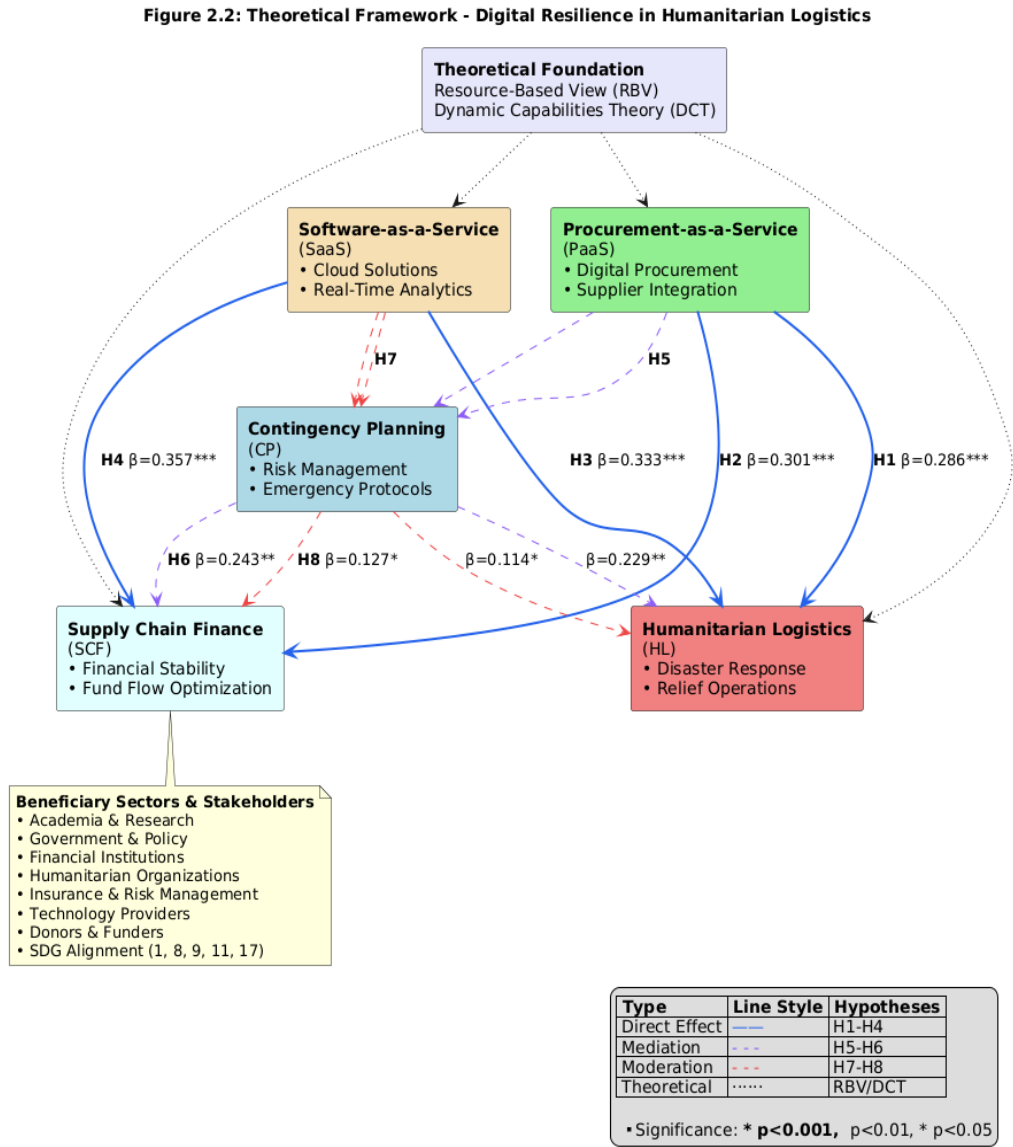 Figure 2.2: Theoretical Framework - Digital Resilience in Humanitarian Logistics
Theoretical Foundation
Resource-Based View (RBV)
Dynamic Capabilities Theory (DCT)
Software-as-a-Service
(SaaS)
• Cloud Solutions
• Real-Time Analytics
Procurement-as-a-Service
(PaaS)
• Digital Procurement
• Supplier Integration
H7
H5
Contingency Planning
(CP)
• Risk Management
• Emergency Protocols
H4 β=0.357***
H3 β=0.333***
H2 β=0.301***
H1 β=0.286***
H6 β=0.243**
H8 β=0.127*
β=0.114*
β=0.229**
Supply Chain Finance
(SCF)
• Financial Stability
• Fund Flow Optimization
Humanitarian Logistics
(HL)
• Disaster Response
• Relief Operations
Beneficiary Sectors & Stakeholders
• Academia & Research
• Government & Policy
• Financial Institutions
• Humanitarian Organizations
• Insurance & Risk Management
• Technology Providers
• Donors & Funders
• SDG Alignment (1, 8, 9, 11, 17)
Type Line Style Hypotheses
Direct Effect —— H1-H4
Mediation - - - H5-H6
Moderation - - - H7-H8
Theoretical ······ RBV/DCT
▪ Significance: * p<0.001, p<0.01, * p<0.05